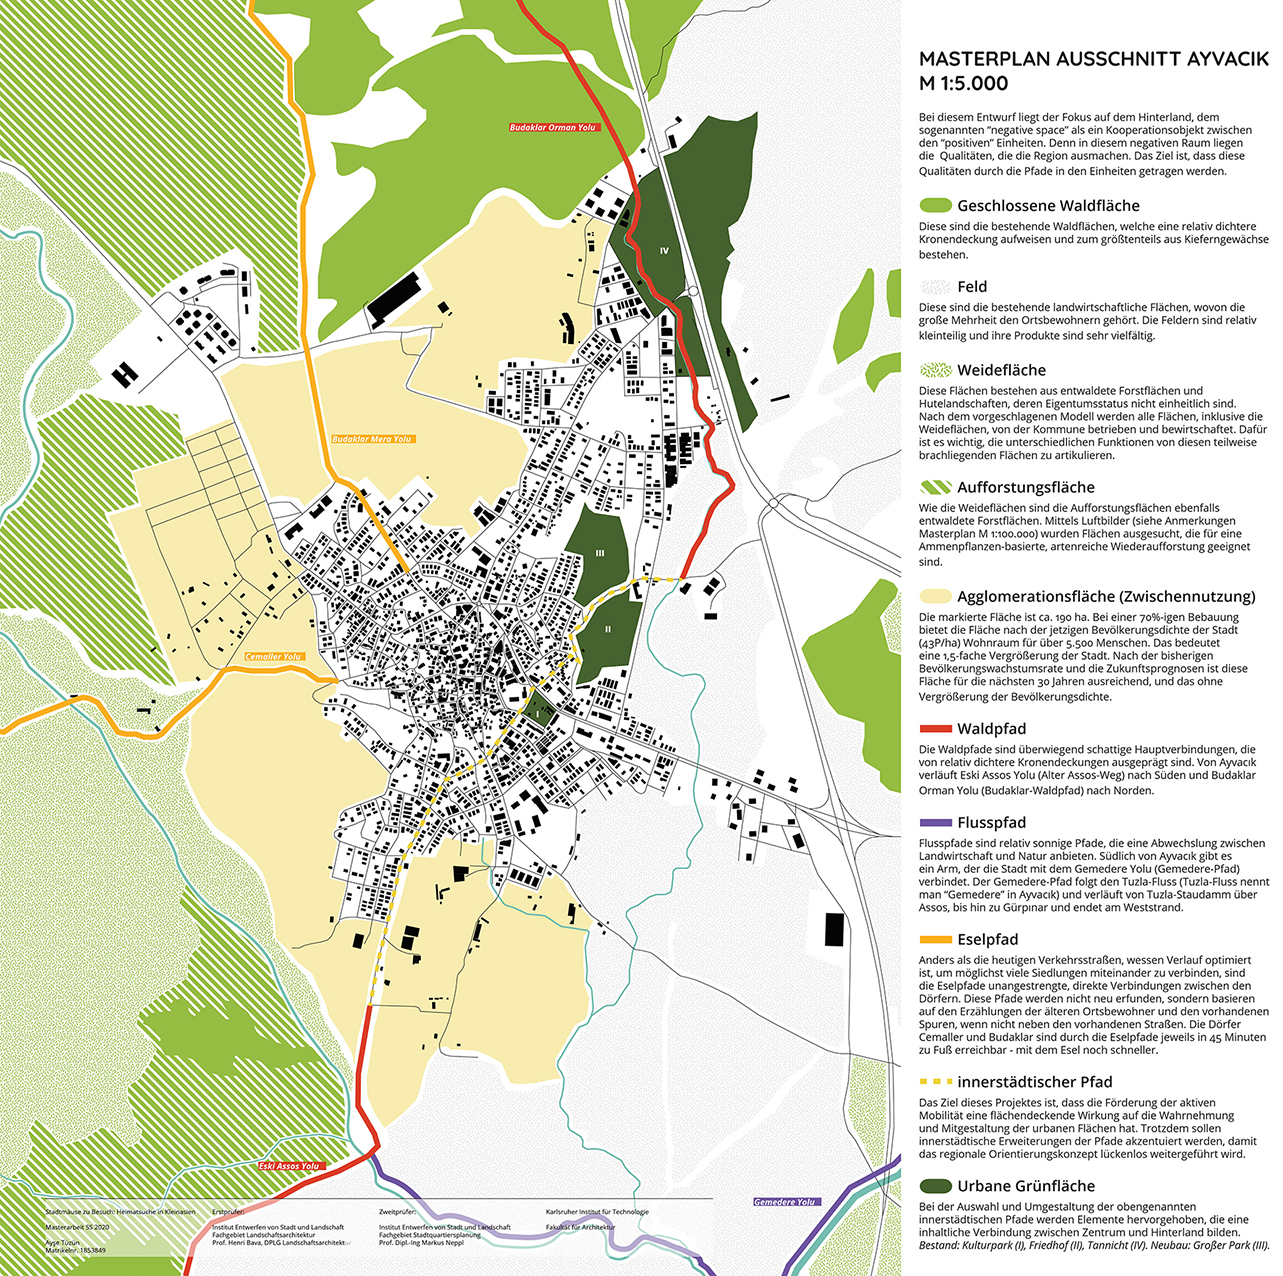 MASTERPLAN AUSSCHNITT AYVACIK
M 1:5.000
Bei diesem Entwurf liegt der Fokus auf dem Hinterland, dem
sogenannten “negative space” als ein Kooperationsobjekt zwischen
den “positiven” Einheiten. Denn in diesem negativen Raum liegen
die Qualitäten, die die Region ausmachen. Das Ziel ist, dass diese
Qualitäten durch die Pfade in den Einheiten getragen werden.
Geschlossene Waldfläche
Diese sind die bestehende Waldflächen, welche eine relativ dichtere
Kronendeckung aufweisen und zum größtenteils aus Kieferngewächse
bestehen.
Feld
Diese sind die bestehende landwirtschaftliche Flächen, wovon die
große Mehrheit den Ortsbewohnern gehört. Die Feldern sind relativ
kleinteilig und ihre Produkte sind sehr vielfältig.
Weidefläche
Diese Flächen bestehen aus entwaldete Forstflächen und
Hutelandschaften, deren Eigentumsstatus nicht einheitlich sind.
Nach dem vorgeschlagenen Modell werden alle Flächen, inklusive die
Weideflächen, von der Kommune betrieben und bewirtschaftet. Dafür
ist es wichtig, die unterschiedlichen Funktionen von diesen teilweise
brachliegenden Flächen zu artikulieren.
Aufforstungsfläche
Wie die Weideflächen sind die Aufforstungsflächen ebenfalls
entwaldete Forstflächen. Mittels Luftbilder (siehe Anmerkungen
Masterplan M 1:100.000) wurden Flächen ausgesucht, die für eine
Ammenpflanzen-basierte, artenreiche Wiederaufforstung geeignet
sind.
Agglomerationsfläche (Zwischennutzung)
Die markierte Fläche ist ca. 190 ha. Bei einer 70%-igen Bebauung
bietet die Fläche nach der jetzigen Bevölkerungsdichte der Stadt
(43P/ha) Wohnraum für über 5.500 Menschen. Das bedeutet
eine 1,5-fache Vergrößerung der Stadt. Nach der bisherigen
Bevölkerungswachstumsrate und die Zukunftsprognosen ist diese
Fläche für die nächsten 30 Jahren ausreichend, und das ohne
Vergrößerung der Bevölkerungsdichte.
Waldpfad
Die Waldpfade sind überwiegend schattige Hauptverbindungen, die
von relativ dichtere Kronendeckungen ausgeprägt sind. Von Ayvacık
verläuft Eski Assos Yolu (Alter Assos-Weg) nach Süden und Budaklar
Orman Yolu (Budaklar-Waldpfad) nach Norden.
Flusspfad
Flusspfade sind relativ sonnige Pfade, die eine Abwechslung zwischen
Landwirtschaft und Natur anbieten. Südlich von Ayvacık gibt es
ein Arm, der die Stadt mit dem Gemedere Yolu (Gemedere-Pfad)
verbindet. Der Gemedere-Pfad folgt den Tuzla-Fluss (Tuzla-Fluss nennt
man “Gemedere” in Ayvacık) und verläuft von Tuzla-Staudamm über
Assos, bis hin zu Gürpınar und endet am Weststrand.
Eselpfad
Anders als die heutigen Verkehrsstraßen, wessen Verlauf optimiert
ist, um möglichst viele Siedlungen miteinander zu verbinden, sind
die Eselpfade unangestrengte, direkte Verbindungen zwischen den
Dörfern. Diese Pfade werden nicht neu erfunden, sondern basieren
auf den Erzählungen der älteren Ortsbewohner und den vorhandenen
Spuren, wenn nicht neben den vorhandenen Straßen. Die Dörfer
Cemaller und Budaklar sind durch die Eselpfade jeweils in 45 Minuten
zu Fuß erreichbar - mit dem Esel noch schneller.
innerstädtischer Pfad
Das Ziel dieses Projektes ist, dass die Förderung der aktiven
Mobilität eine flächendeckende Wirkung auf die Wahrnehmung
und Mitgestaltung der urbanen Flächen hat. Trotzdem sollen
innerstädtische Erweiterungen der Pfade akzentuiert werden, damit
das regionale Orientierungskonzept lückenlos weitergeführt wird.
Urbane Grünfläche
Bei der Auswahl und Umgestaltung der obengenannten
innerstädtischen Pfade werden Elemente hervorgehoben, die eine
inhaltliche Verbindung zwischen Zentrum und Hinterland bilden.
Bestand: Kulturpark (I), Friedhof (II), Tannicht (IV). Neubau: Großer Park (III).
Budaklar Orman Yolu
IV
Budaklar Mera Yolu
III
II
Cemaller Yolu
I
Eski Assos Yolu
Gemedere Yolu
Stadtmäuse zu Besuch: Heimatsuche in Kleinasien
Masterarbeit SS 2020
Ayşe Tüzün
Matrikelnr. 1853849
Erstprüfer:
Institut Entwerfen von Stadt und Landschaft
Fachgebiet Landschaftsarchitektur
Prof. Henri Bava, DPLG Landschaftsarchitektur
Zweitprüfer:
Institut Entwerfen von Stadt und Landschaft
Fachgebiet Stadtquartiersplanung
Prof. Dipl.-Ing Markus Neppl
Karlsruher Institut für Technologie
Fakultät für Architektur